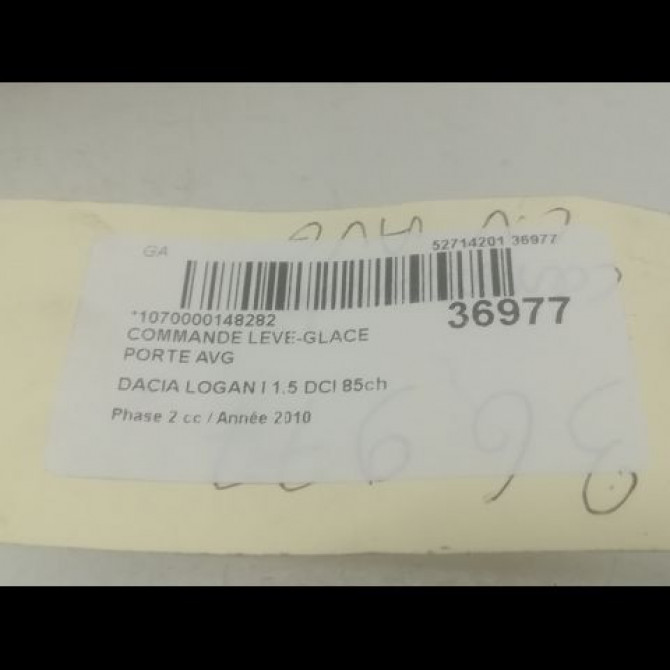 GA
52714201 36977
*1070000148282
36977
COMMANDE LEVE-GLACE
PORTE AVG
DACIA LOGAN I 1.5 DCI 85ch
Phase 2 cc / Année 2010
36977